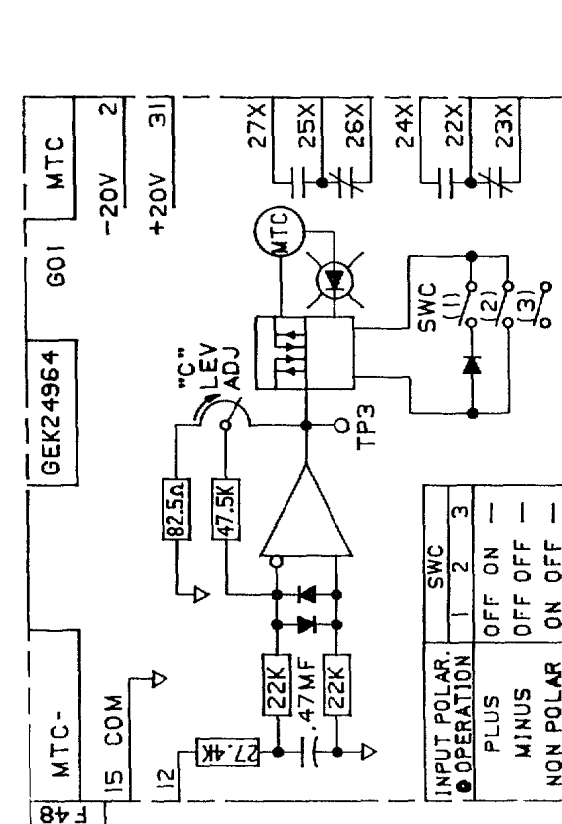 MTC
-20V 2
+20V 31
27X
25X
26X
24X
22X
23X
MTC
G01
GEK24964
"C"
LEV
ADJ
TP3
SWC
(1)
(2)
(3)
82.5Ω
47.5K
22K
.47MF
22K
27.4K
MTC-
15 COM
12
F48
INPUT POLAR. SWC
@ OPERATION 1 2 3
PLUS OFF ON —
MINUS OFF OFF —
NON POLAR ON OFF —